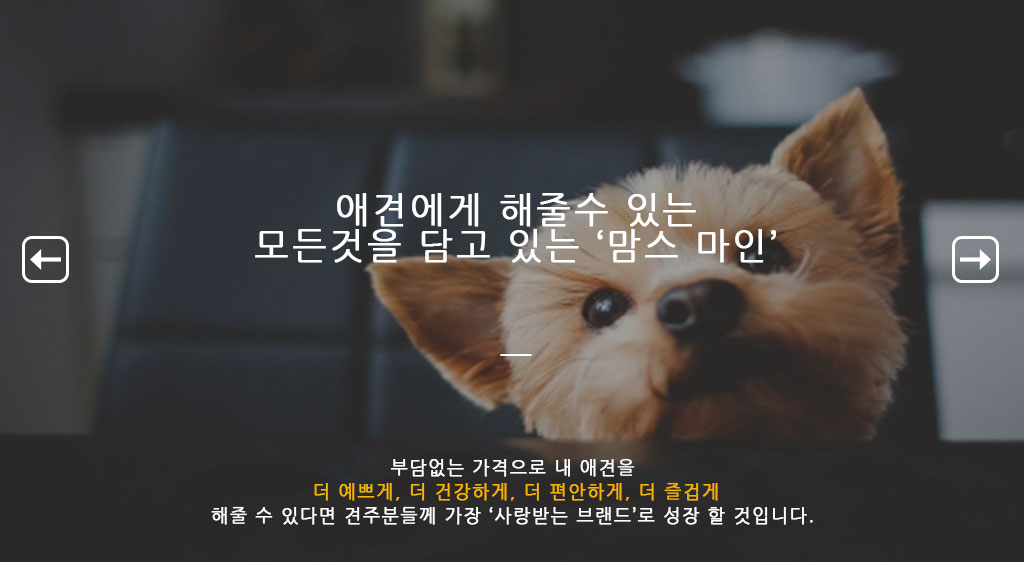 애견에게 해줄수 있는
모든것을 담고 있는 ‘맘스 마인’
부담없는 가격으로 내 애견을
더 예쁘게, 더 건강하게, 더 편안하게, 더 즐겁게
해줄 수 있다면 견주분들께 가장 ‘사랑받는 브랜드’로 성장 할 것입니다.